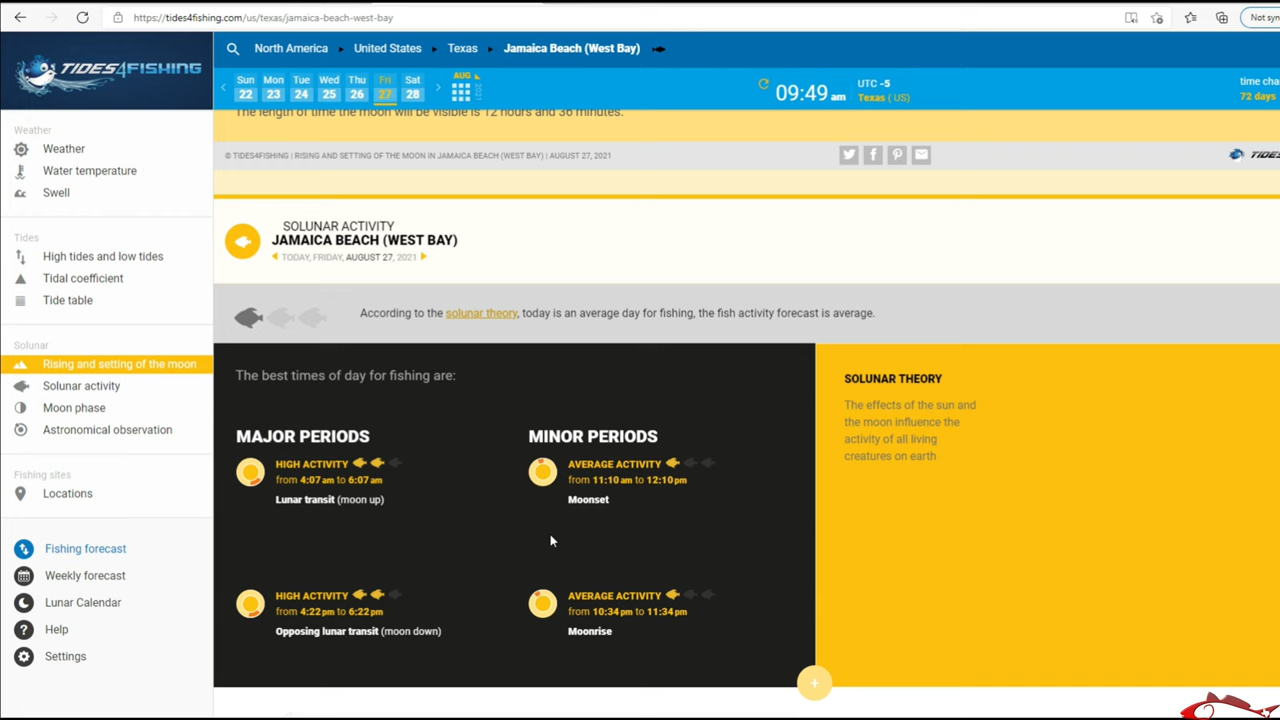 https://tides4fishing.com/us/texas/jamaica-beach-west-bay
Not syn
TIDES4FISHING
North America
United States
Texas
Jamaica Beach (West Bay)
Sun Mon Tue Wed Thu Fri Sat
22 23 24 25 26 27 28
AUG
2021
09:49 am
UTC -5
Texas (US)
time cha
72 days
The length of time the moon will be visible is 12 hours and 36 minutes.
© TIDES4FISHING | RISING AND SETTING OF THE MOON IN JAMAICA BEACH (WEST BAY) | AUGUST 27, 2021
TIDES
Weather
Weather
Water temperature
Swell
Tides
High tides and low tides
Tidal coefficient
Tide table
Solunar
Rising and setting of the moon
Solunar activity
Moon phase
Astronomical observation
Fishing sites
Locations
Fishing forecast
Weekly forecast
Lunar Calendar
Help
Settings
SOLUNAR ACTIVITY
JAMAICA BEACH (WEST BAY)
TODAY, FRIDAY, AUGUST 27, 2021
According to the solunar theory, today is an average day for fishing, the fish activity forecast is average.
The best times of day for fishing are:
MAJOR PERIODS
HIGH ACTIVITY
from 4:07 am to 6:07 am
Lunar transit (moon up)
HIGH ACTIVITY
from 4:22 pm to 6:22 pm
Opposing lunar transit (moon down)
MINOR PERIODS
AVERAGE ACTIVITY
from 11:10 am to 12:10 pm
Moonset
AVERAGE ACTIVITY
from 10:34 pm to 11:34 pm
Moonrise
SOLUNAR THEORY
The effects of the sun and
the moon influence the
activity of all living
creatures on earth
+